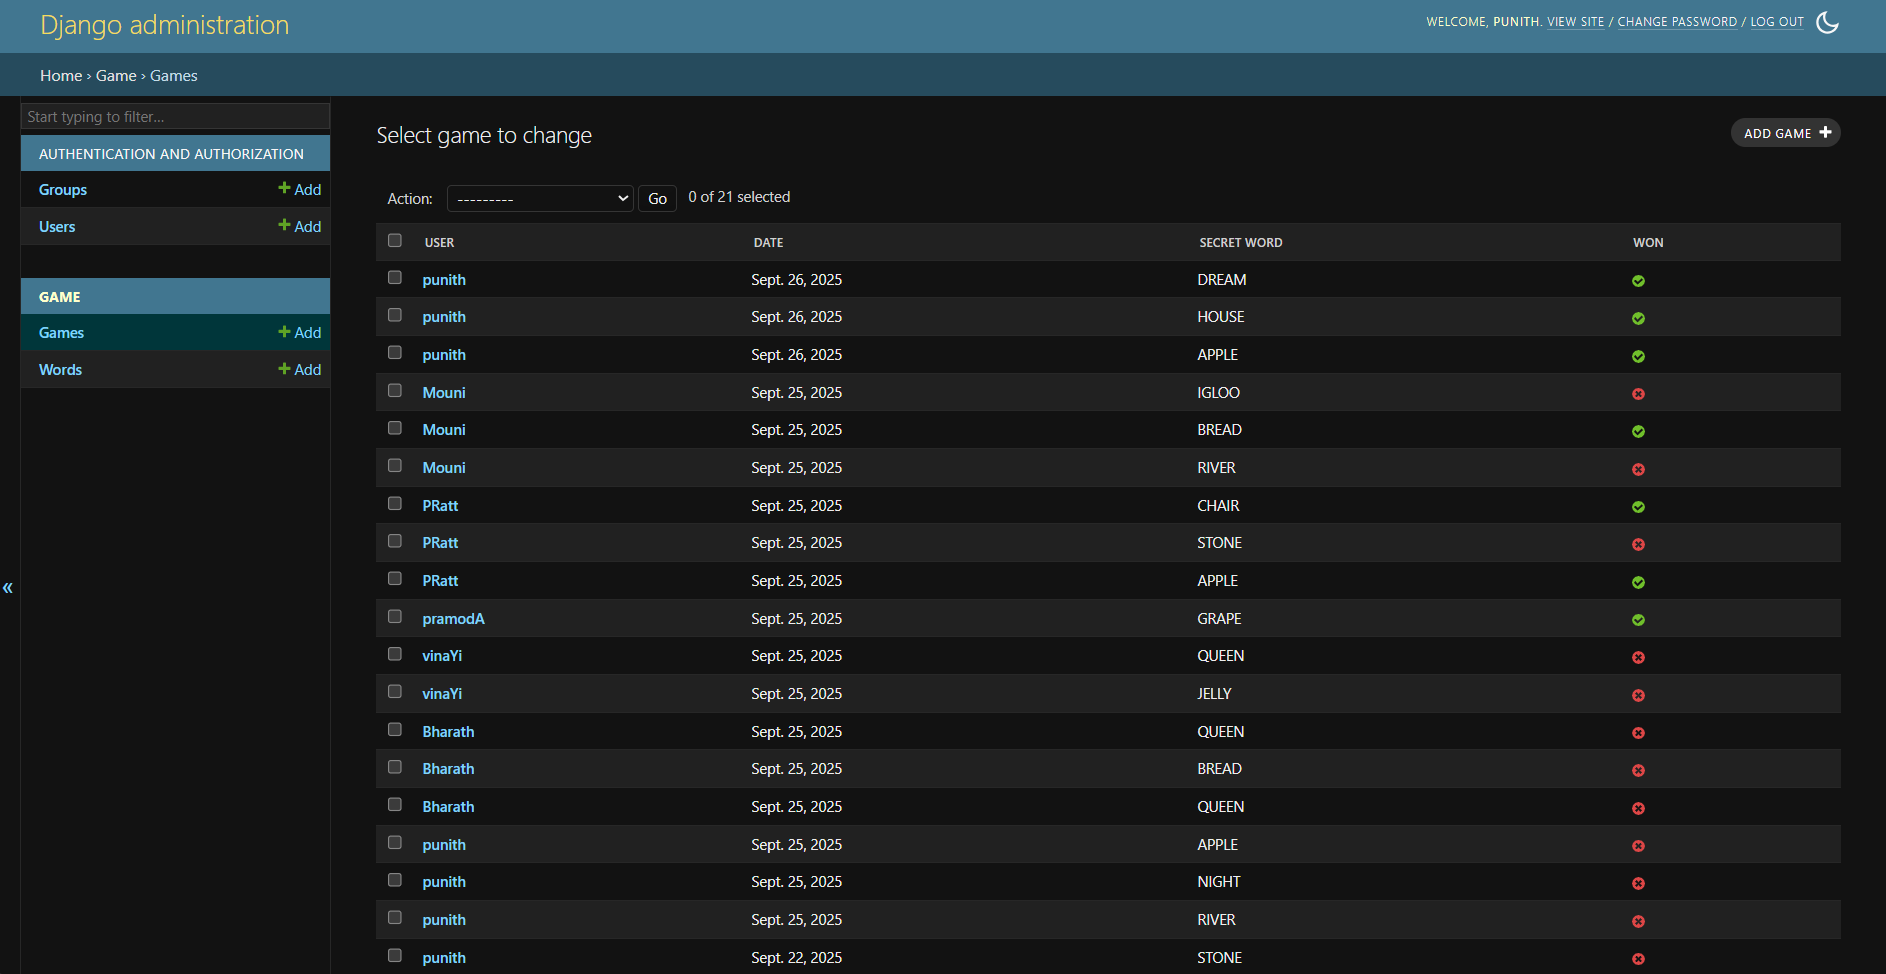 Django administration
WELCOME, PUNITH. VIEW SITE / CHANGE PASSWORD / LOG OUT
Home › Game › Games
Start typing to filter...
AUTHENTICATION AND AUTHORIZATION
Groups + Add
Users + Add
GAME
Games + Add
Words + Add
«
Select game to change
ADD GAME +
Action: --------- Go 0 of 21 selected
USER DATE SECRET WORD WON
punith Sept. 26, 2025 DREAM
punith Sept. 26, 2025 HOUSE
punith Sept. 26, 2025 APPLE
Mouni Sept. 25, 2025 IGLOO
Mouni Sept. 25, 2025 BREAD
Mouni Sept. 25, 2025 RIVER
PRatt Sept. 25, 2025 CHAIR
PRatt Sept. 25, 2025 STONE
PRatt Sept. 25, 2025 APPLE
pramodA Sept. 25, 2025 GRAPE
vinaYi Sept. 25, 2025 QUEEN
vinaYi Sept. 25, 2025 JELLY
Bharath Sept. 25, 2025 QUEEN
Bharath Sept. 25, 2025 BREAD
Bharath Sept. 25, 2025 QUEEN
punith Sept. 25, 2025 APPLE
punith Sept. 25, 2025 NIGHT
punith Sept. 25, 2025 RIVER
punith Sept. 22, 2025 STONE